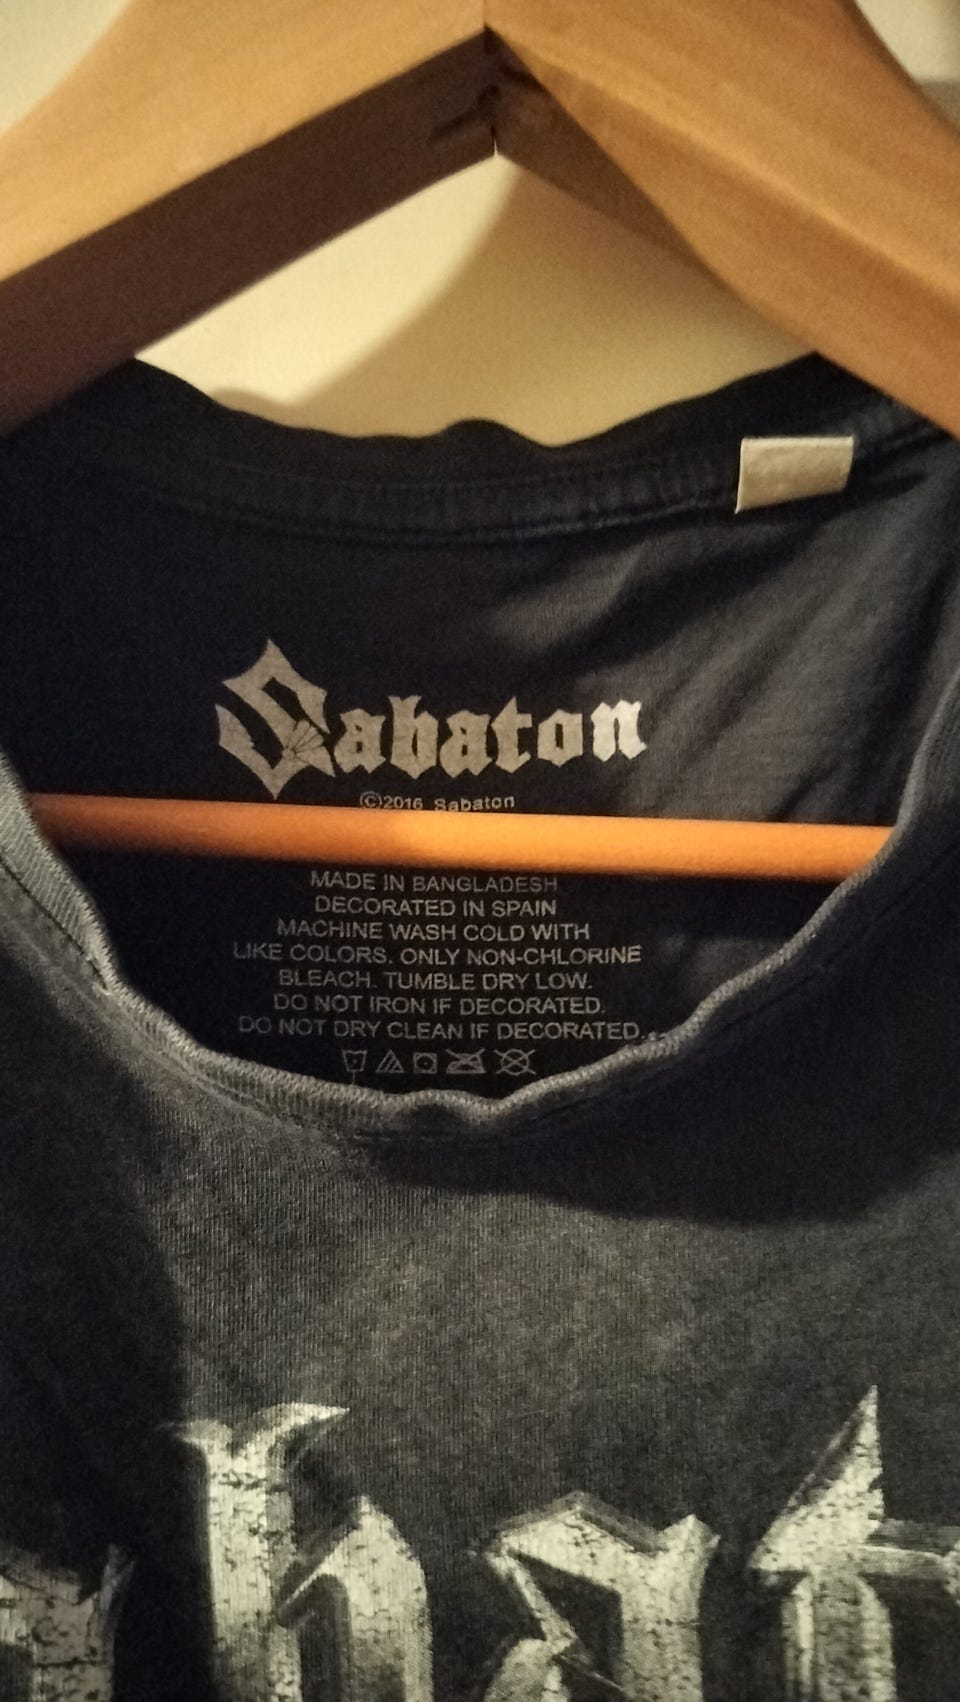 Sabaton
©2016 Sabaton
MADE IN BANGLADESH
DECORATED IN SPAIN
MACHINE WASH COLD WITH
LIKE COLORS. ONLY NON-CHLORINE
BLEACH. TUMBLE DRY LOW.
DO NOT IRON IF DECORATED.
DO NOT DRY CLEAN IF DECORATED.
abat